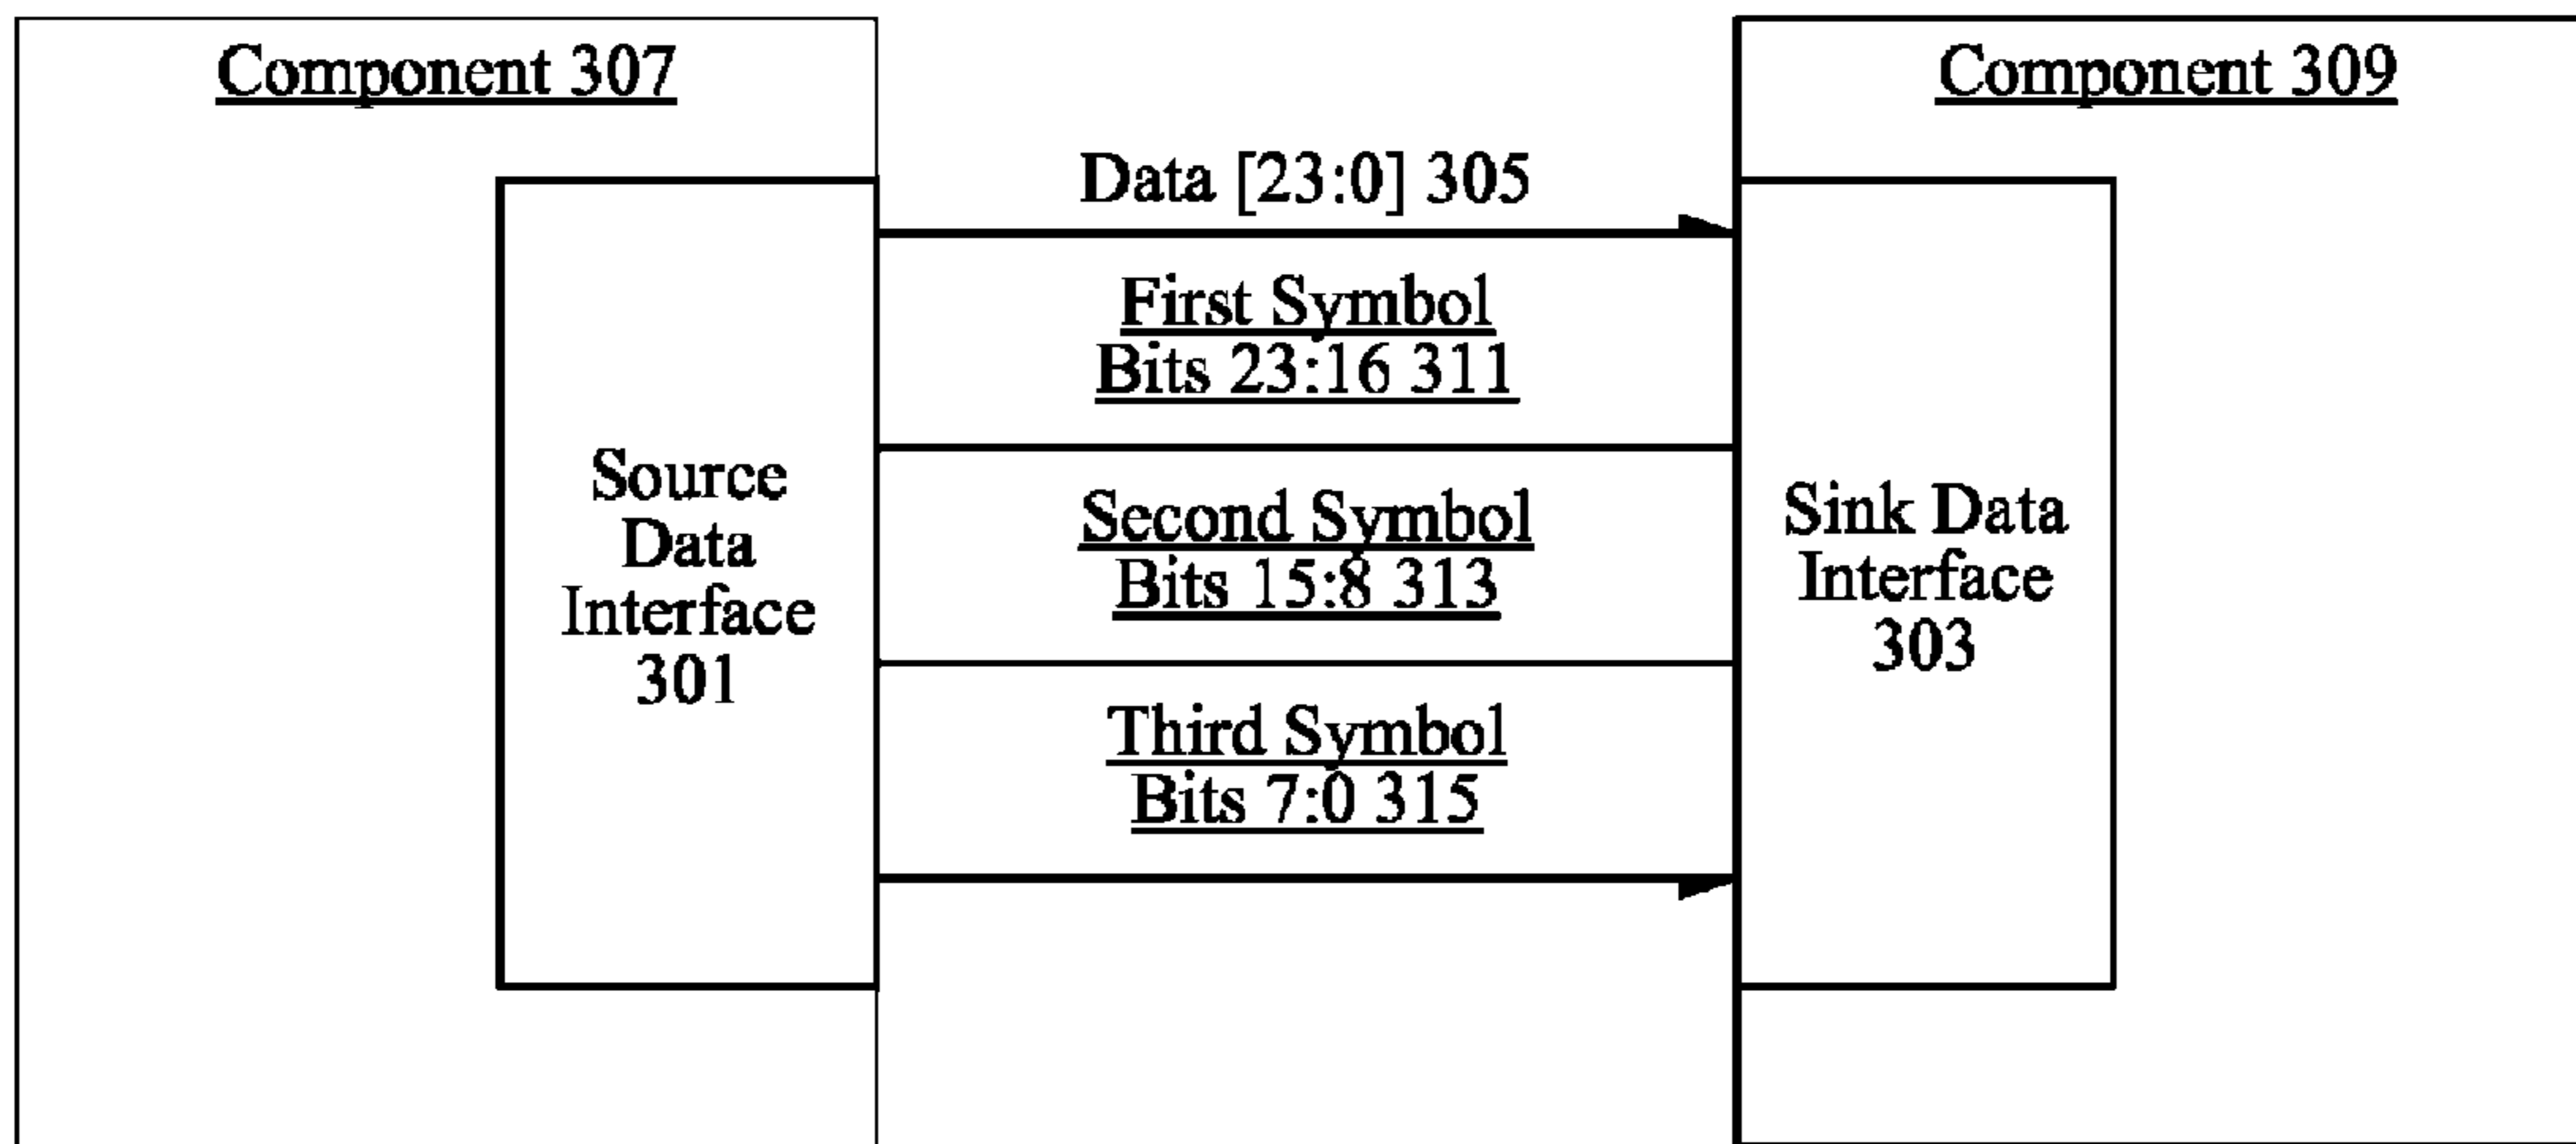 Component 307
Component 309
Data [23:0] 305
First Symbol
Bits 23:16 311
Second Symbol
Bits 15:8 313
Third Symbol
Bits 7:0 315
Source
Data
Interface
301
Sink Data
Interface
303